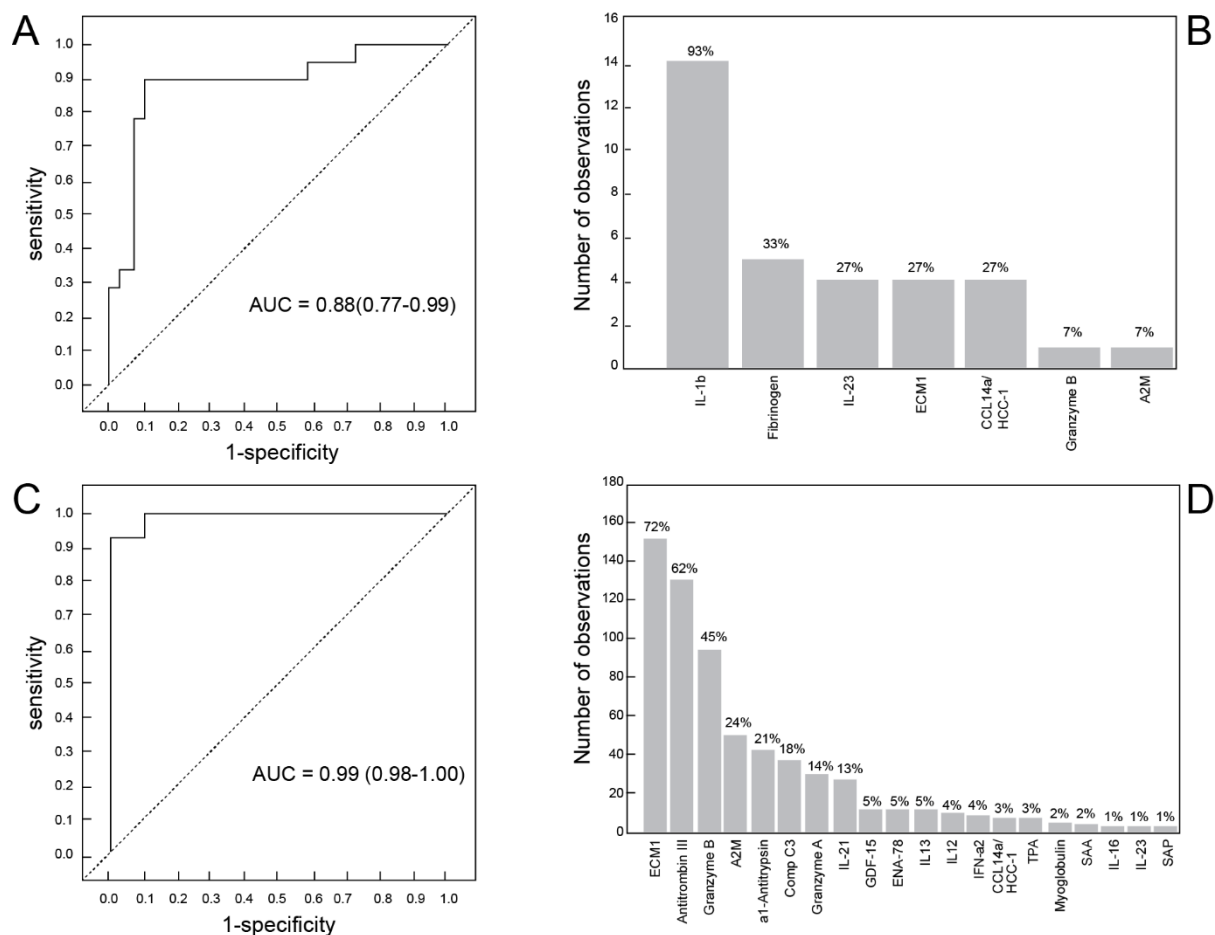 A
1.0
0.9
0.8
0.7
0.6
0.5
0.4
0.3
0.2
0.1
0.0
sensitivity
AUC = 0.88(0.77-0.99)
0.0 0.1 0.2 0.3 0.4 0.5 0.6 0.7 0.8 0.9 1.0
1-specificity
B
16
14
12
10
8
6
4
2
0
Number of observations
93%
33%
27%
27%
27%
7%
7%
IL-1b
Fibrinogen
IL-23
ECM1
CCL14a/
HCC-1
Granzyme B
A2M
C
1.0
0.9
0.8
0.7
0.6
0.5
0.4
0.3
0.2
0.1
0.0
sensitivity
AUC = 0.99 (0.98-1.00)
0.0 0.1 0.2 0.3 0.4 0.5 0.6 0.7 0.8 0.9 1.0
1-specificity
D
180
160
140
120
100
80
60
40
20
0
Number of observations
72%
62%
45%
24%
21%
18%
14%
13%
5%
5%
5%
4%
4%
3%
3%
2%
2%
1%
1%
1%
ECM1
Antitrombin III
Granzyme B
A2M
a1-Antitrypsin
Comp C3
Granzyme A
IL-21
GDF-15
ENA-78
IL13
IL12
IFN-a2
CCL14a/
HCC-1
TPA
Myoglobulin
SAA
IL-16
IL-23
SAP